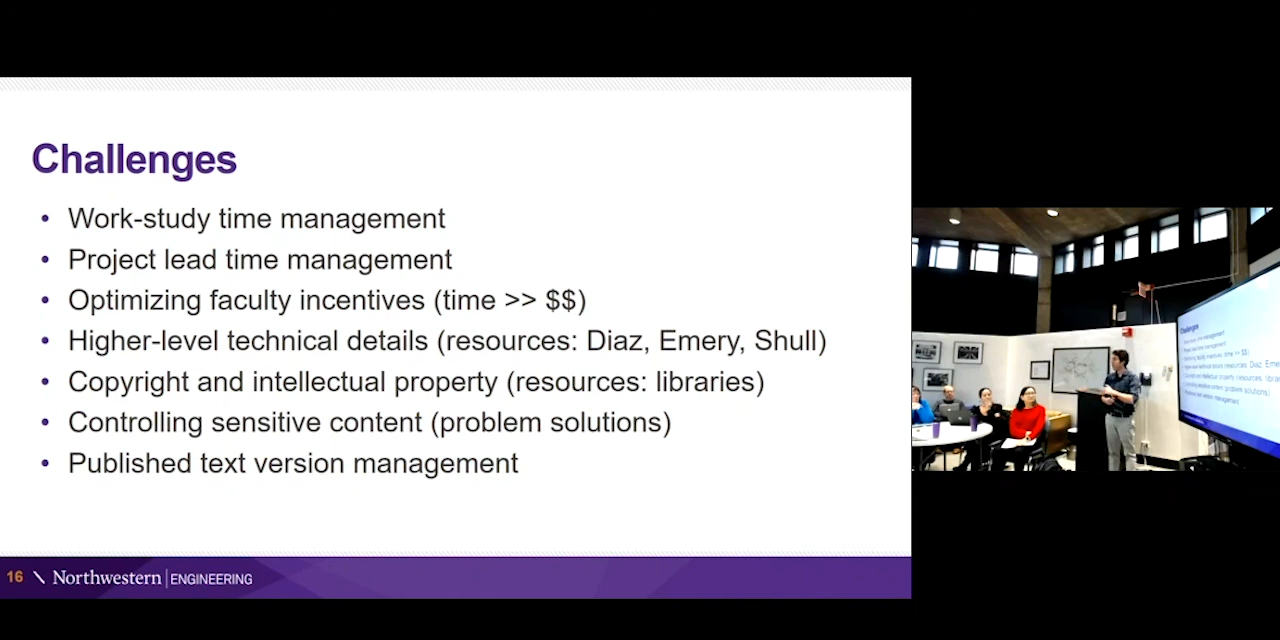 Challenges
• Work-study time management
• Project lead time management
• Optimizing faculty incentives (time >> $$)
• Higher-level technical details (resources: Diaz, Emery, Shull)
• Copyright and intellectual property (resources: libraries)
• Controlling sensitive content (problem solutions)
• Published text version management
16 \ Northwestern | ENGINEERING
Challenges